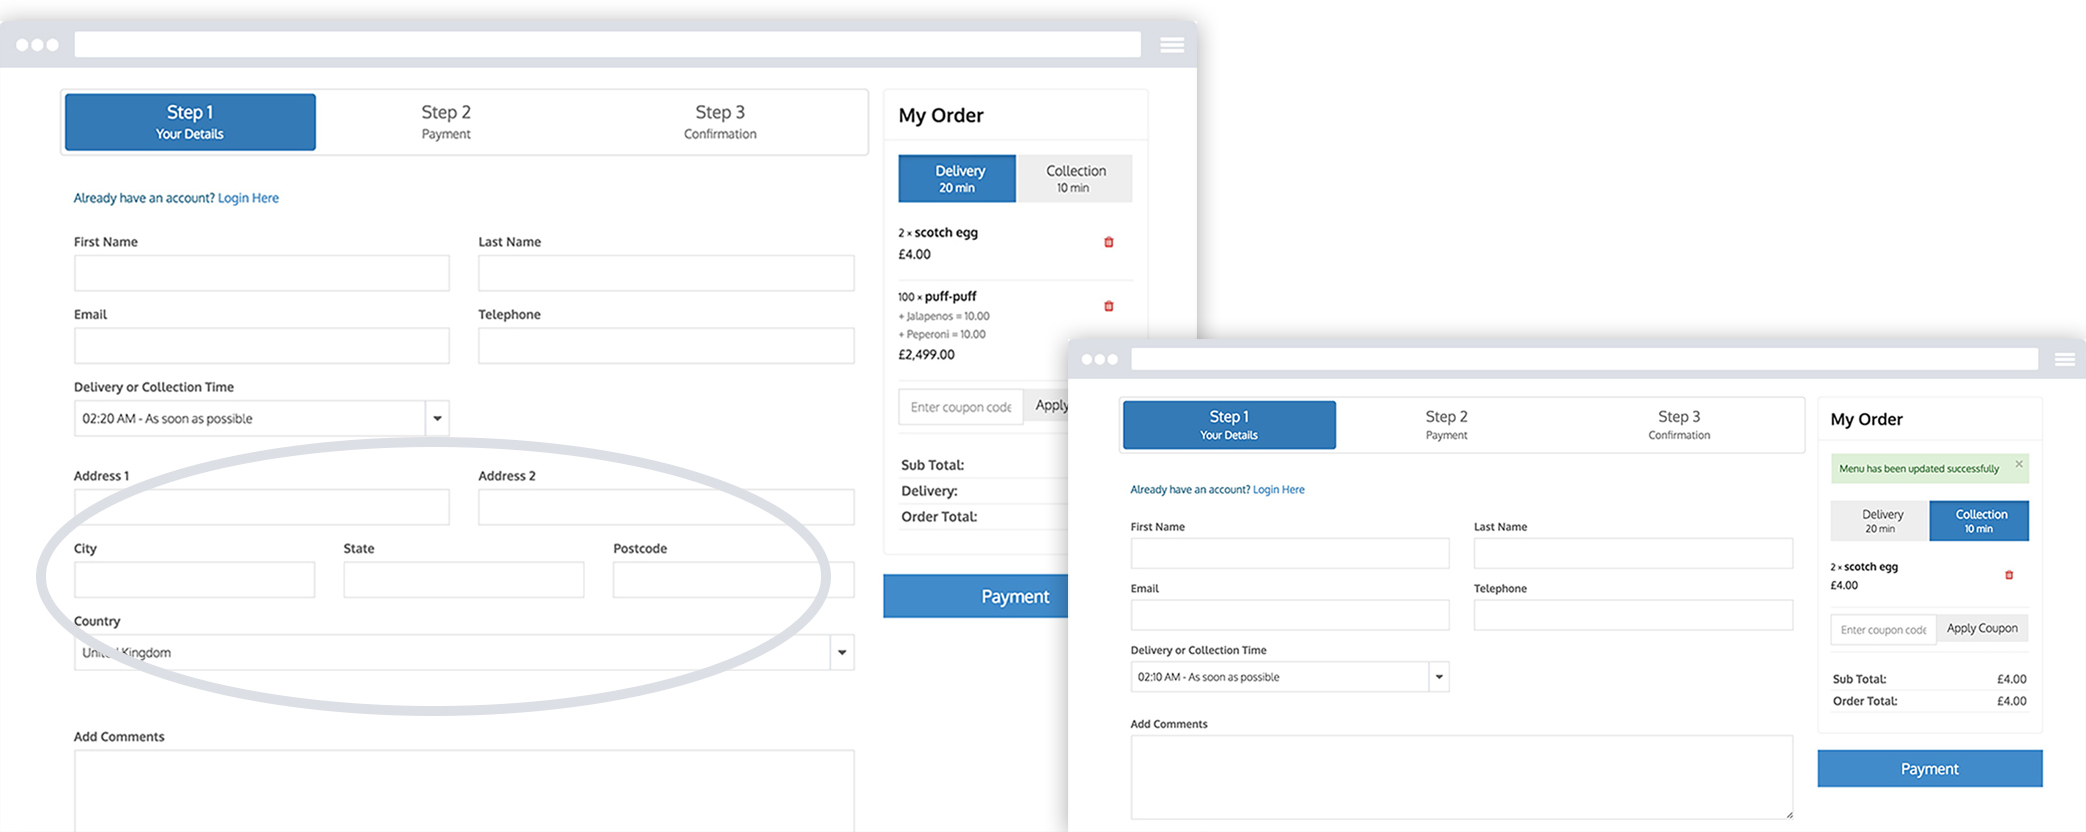 Step 1
Your Details
Step 2
Payment
Step 3
Confirmation
Already have an account? Login Here
First Name
Last Name
Email
Telephone
Delivery or Collection Time
02:20 AM - As soon as possible
Address 1
Address 2
City
State
Postcode
Country
United Kingdom
Add Comments
My Order
Delivery
20 min
Collection
10 min
2 × scotch egg
£4.00
100 × puff-puff
+ Jalapenos = 10.00
+ Peperoni = 10.00
£2,499.00
Enter coupon code
Apply
Sub Total:
Delivery:
Order Total:
Payment
Step 1
Your Details
Step 2
Payment
Step 3
Confirmation
Already have an account? Login Here
First Name
Last Name
Email
Telephone
Delivery or Collection Time
02:10 AM - As soon as possible
Add Comments
My Order
Menu has been updated successfully ×
Delivery
20 min
Collection
10 min
2 × scotch egg
£4.00
Enter coupon code
Apply Coupon
Sub Total: £4.00
Order Total: £4.00
Payment